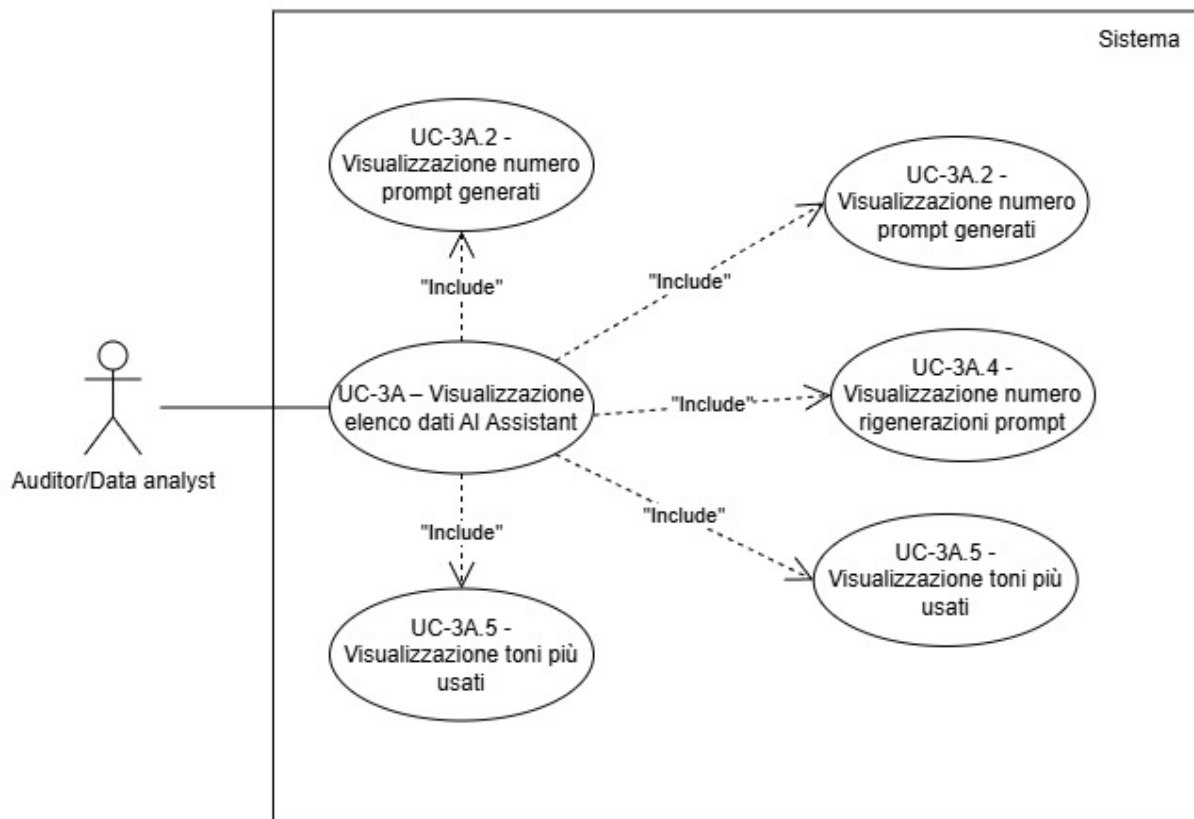 Sistema
UC-3A.2 -
Visualizzazione numero
prompt generati
UC-3A.2 -
Visualizzazione numero
prompt generati
"Include"
"Include"
UC-3A – Visualizzazione
elenco dati AI Assistant
"Include"
UC-3A.4 -
Visualizzazione numero
rigenerazioni prompt
Auditor/Data analyst
"Include"
"Include"
UC-3A.5 -
Visualizzazione toni più
usati
UC-3A.5 -
Visualizzazione toni più
usati